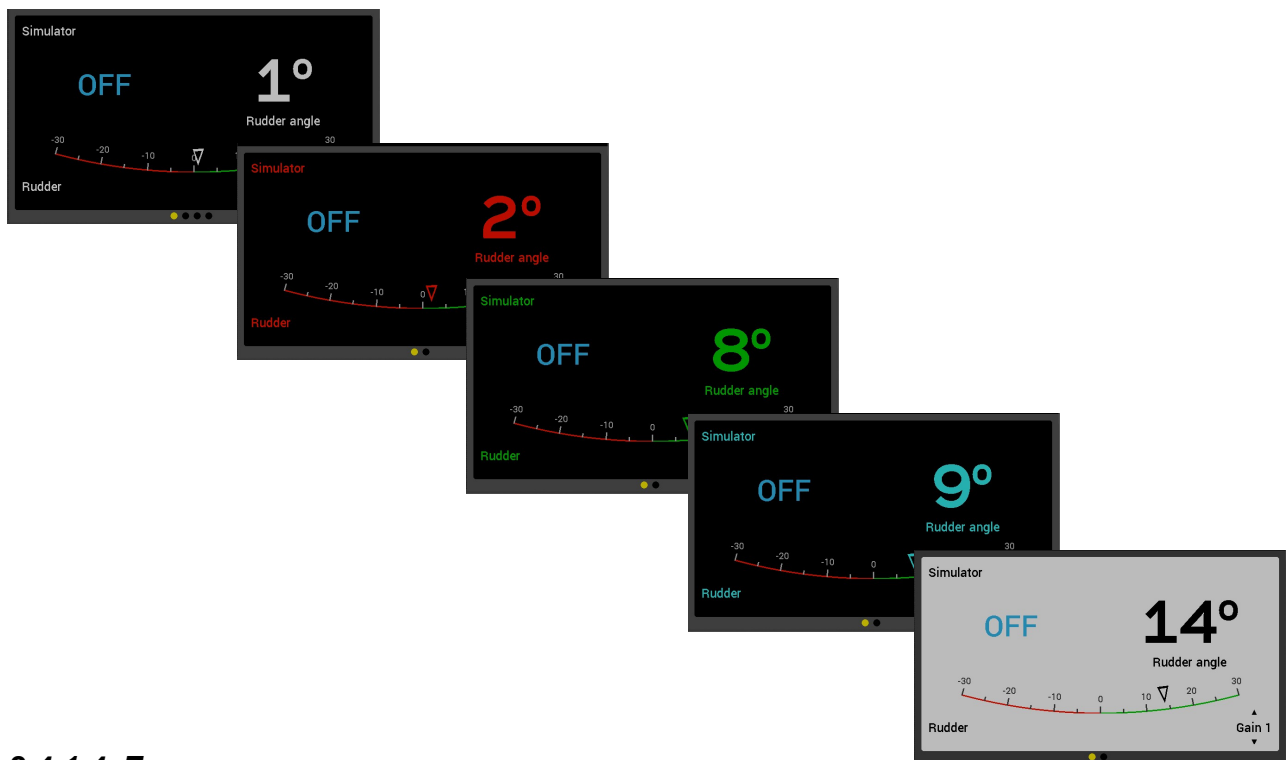 Simulator
OFF
1°
Rudder angle
-30 -20 -10 0 30
Rudder
Simulator
OFF
2°
Rudder angle
-30 -20 -10 0 30
Rudder
Simulator
OFF
8°
Rudder angle
-30 -20 -10 0 30
Rudder
Simulator
OFF
9°
Rudder angle
-30 -20 -10 0 30
Rudder
Simulator
OFF
14°
Rudder angle
-30 -20 -10 0 10 20 30
Rudder
Gain 1